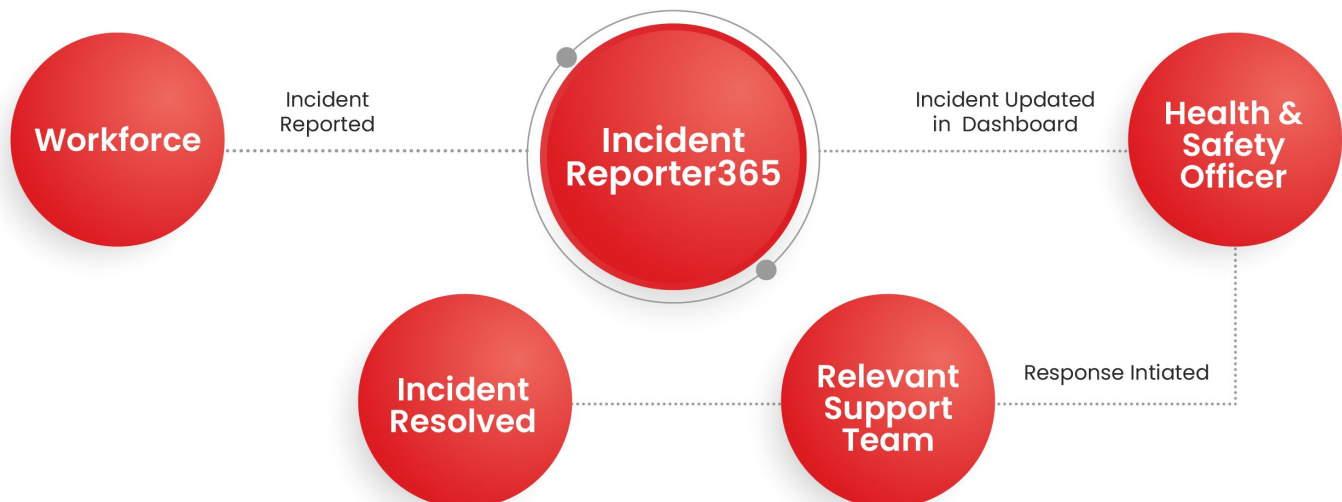 Workforce
Incident
Reported
Incident
Reporter365
Incident Updated
in Dashboard
Health &
Safety
Officer
Response Intiated
Relevant
Support
Team
Incident
Resolved